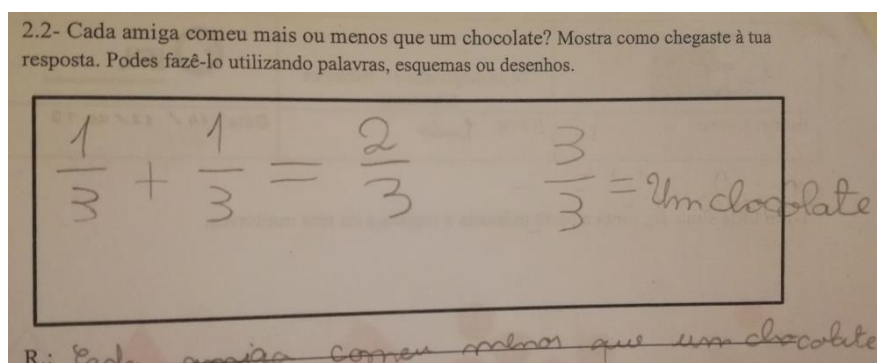 2.2- Cada amiga comeu mais ou menos que um chocolate? Mostra como chegaste à tua
resposta. Podes fazê-lo utilizando palavras, esquemas ou desenhos.
1/3 + 1/3 = 2/3 3/3 = Um chocolate
R.: Cada amiga comeu menos que um chocolate